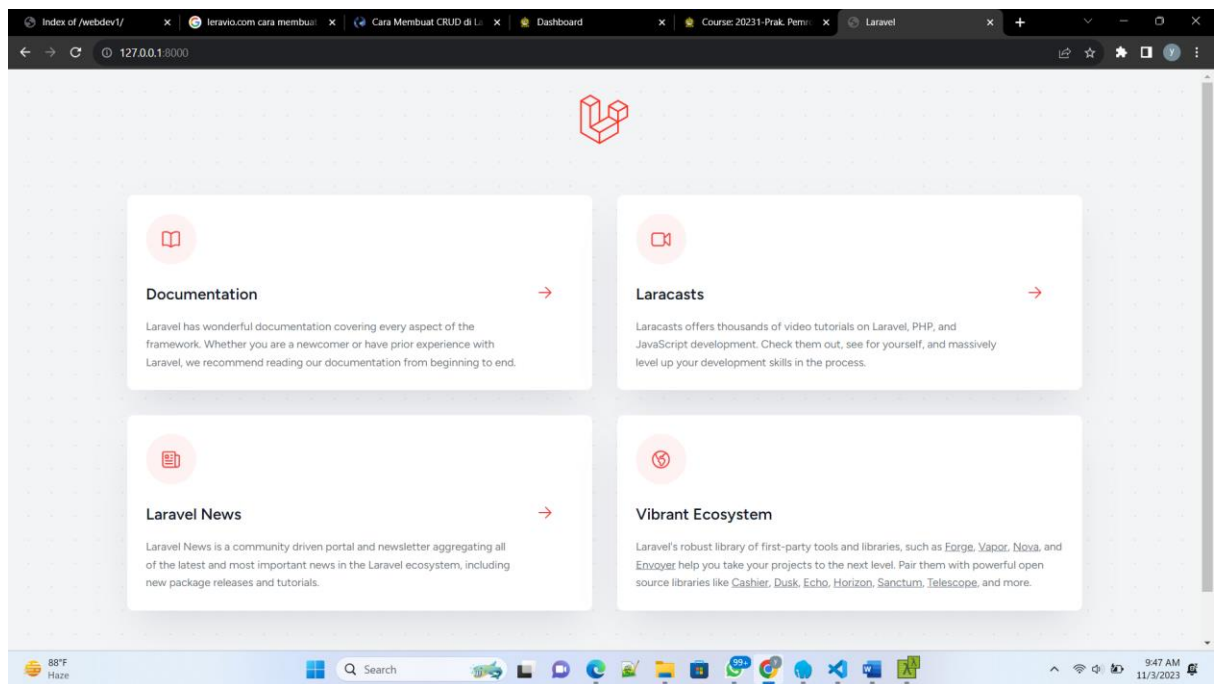 Index of /webdev1/
leravio.com cara membuat
Cara Membuat CRUD di La
Dashboard
Course: 20231-Prak. Pemro
Laravel
127.0.0.1:8000
y
Documentation
Laravel has wonderful documentation covering every aspect of the
framework. Whether you are a newcomer or have prior experience with
Laravel, we recommend reading our documentation from beginning to end.
Laracasts
Laracasts offers thousands of video tutorials on Laravel, PHP, and
JavaScript development. Check them out, see for yourself, and massively
level up your development skills in the process.
Laravel News
Laravel News is a community driven portal and newsletter aggregating all
of the latest and most important news in the Laravel ecosystem, including
new package releases and tutorials.
Vibrant Ecosystem
Laravel's robust library of first-party tools and libraries, such as Forge, Vapor, Nova, and
Envoyer help you take your projects to the next level. Pair them with powerful open
source libraries like Cashier, Dusk, Echo, Horizon, Sanctum, Telescope, and more.
88°F
Haze
Search
99+
9:47 AM
11/3/2023